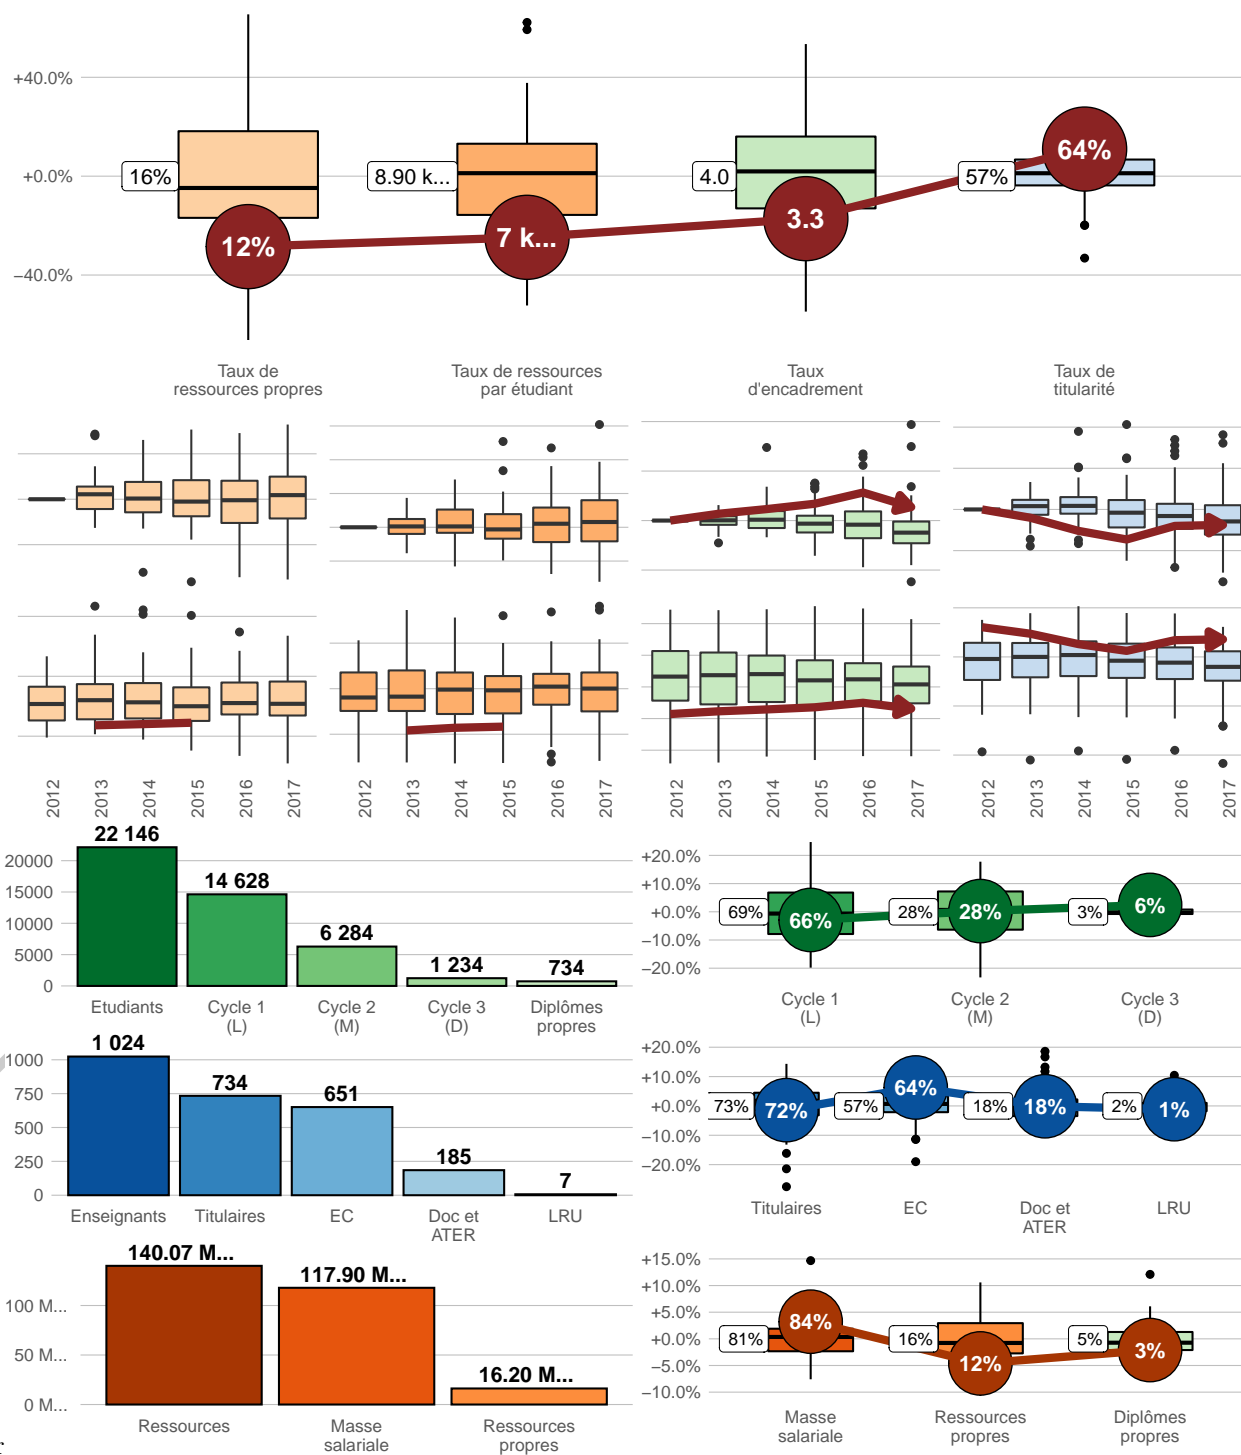 +40.0%
+0.0%
−40.0%
16%
8.90 k...
4.0
57%
12%
7 k...
3.3
64%
Taux de
ressources propres
Taux de ressources
par étudiant
Taux
d'encadrement
Taux de
titularité
2012 2013 2014 2015 2016 2017
2012 2013 2014 2015 2016 2017
2012 2013 2014 2015 2016 2017
2012 2013 2014 2015 2016 2017
22 146
14 628
6 284
1 234
734
20000
15000
10000
5000
0
Etudiants
Cycle 1
(L)
Cycle 2
(M)
Cycle 3
(D)
Diplômes
propres
+20.0%
+10.0%
+0.0%
−10.0%
−20.0%
69%
66%
28%
28%
3%
6%
Cycle 1
(L)
Cycle 2
(M)
Cycle 3
(D)
1 024
734
651
185
7
1000
750
500
250
0
Enseignants
Titulaires
EC
Doc et
ATER
LRU
+20.0%
+10.0%
+0.0%
−10.0%
−20.0%
73%
72%
57%
64%
18%
18%
2%
1%
Titulaires
EC
Doc et
ATER
LRU
140.07 M...
117.90 M...
16.20 M...
100 M...
50 M...
0 M...
Ressources
Masse
salariale
Ressources
propres
+15.0%
+10.0%
+5.0%
+0.0%
−5.0%
−10.0%
81%
84%
16%
12%
5%
3%
Masse
salariale
Ressources
propres
Diplômes
propres